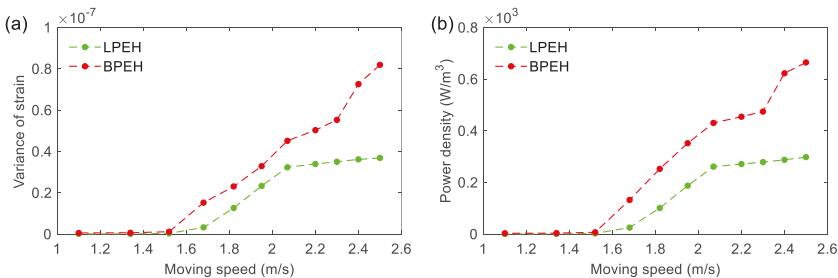 (a)
×10⁻⁷
1
0.8
0.6
0.4
0.2
0
Variance of strain
LPEH
BPEH
1 1.2 1.4 1.6 1.8 2 2.2 2.4 2.6
Moving speed (m/s)
(b)
×10³
0.8
0.6
0.4
0.2
0
Power density (W/m³)
LPEH
BPEH
1 1.2 1.4 1.6 1.8 2 2.2 2.4 2.6
Moving speed (m/s)